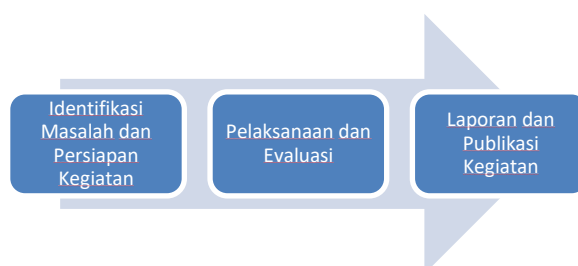 Identifikasi
Masalah dan
Persiapan
Kegiatan
Pelaksanaan dan
Evaluasi
Laporan dan
Publikasi
Kegiatan